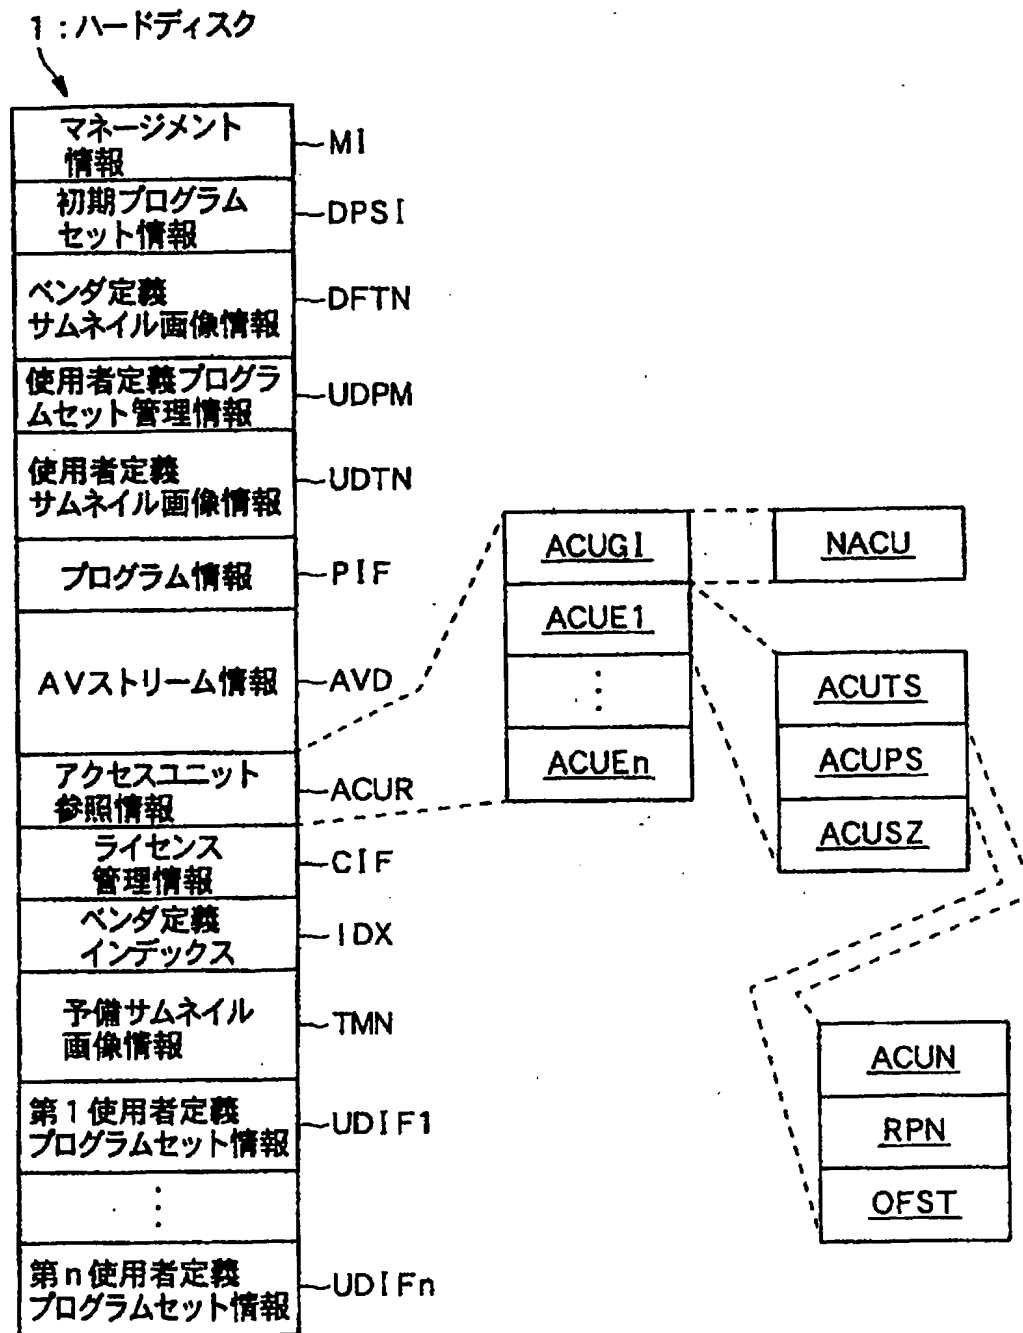 1：ハードディスク
マネージメント
情報
MI
初期プログラム
セット情報
DPSI
ベンダ定義
サムネイル画像情報
DFTN
使用者定義プログラ
ムセット管理情報
UDPM
使用者定義
サムネイル画像情報
UDTN
プログラム情報
PIF
AVストリーム情報
AVD
アクセスユニット
参照情報
ACUR
ライセンス
管理情報
CIF
ベンダ定義
インデックス
IDX
予備サムネイル
画像情報
TMN
第1使用者定義
プログラムセット情報
UDIF1
⋮
第n使用者定義
プログラムセット情報
UDIFn
ACUGI
ACUE1
⋮
ACUEn
NACU
ACUTS
ACUPS
ACUSZ
ACUN
RPN
OFST